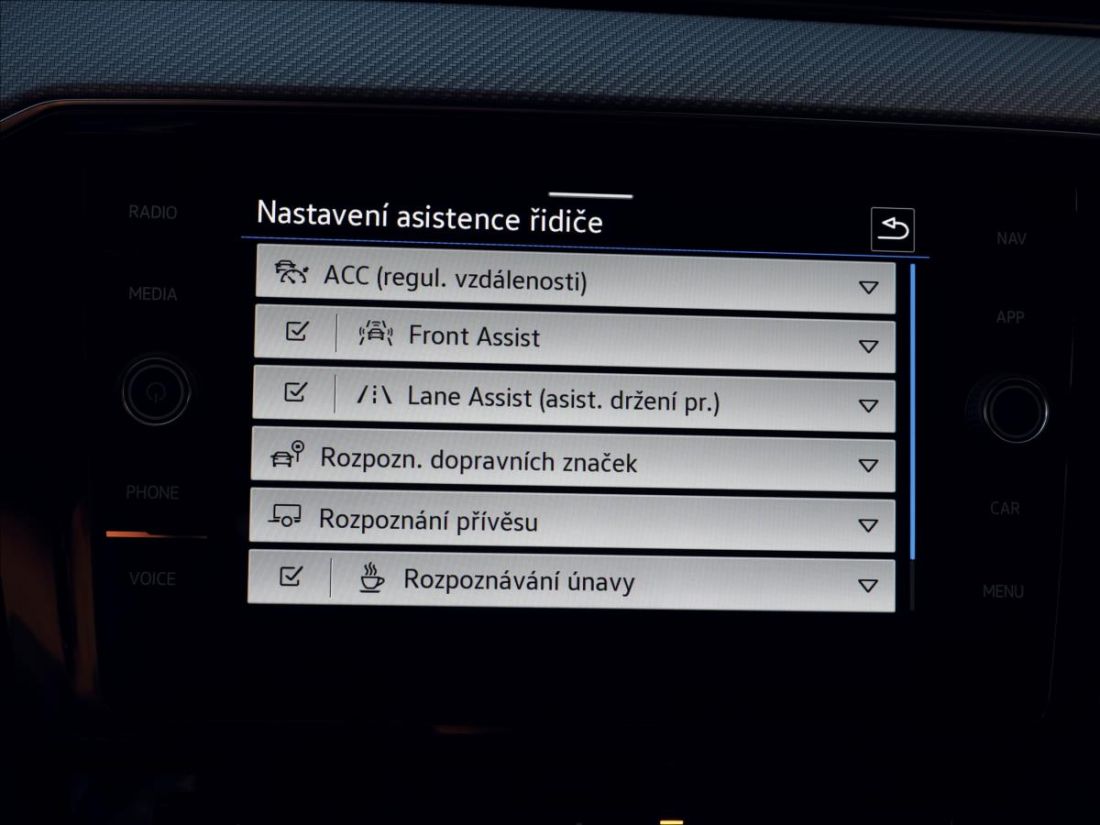 Nastavení asistence řidiče
ACC (regul. vzdálenosti)
Front Assist
Lane Assist (asist. držení pr.)
Rozpozn. dopravních značek
Rozpoznání přívěsu
Rozpoznávání únavy
RADIO
MEDIA
PHONE
VOICE
NAV
APP
CAR
MENU